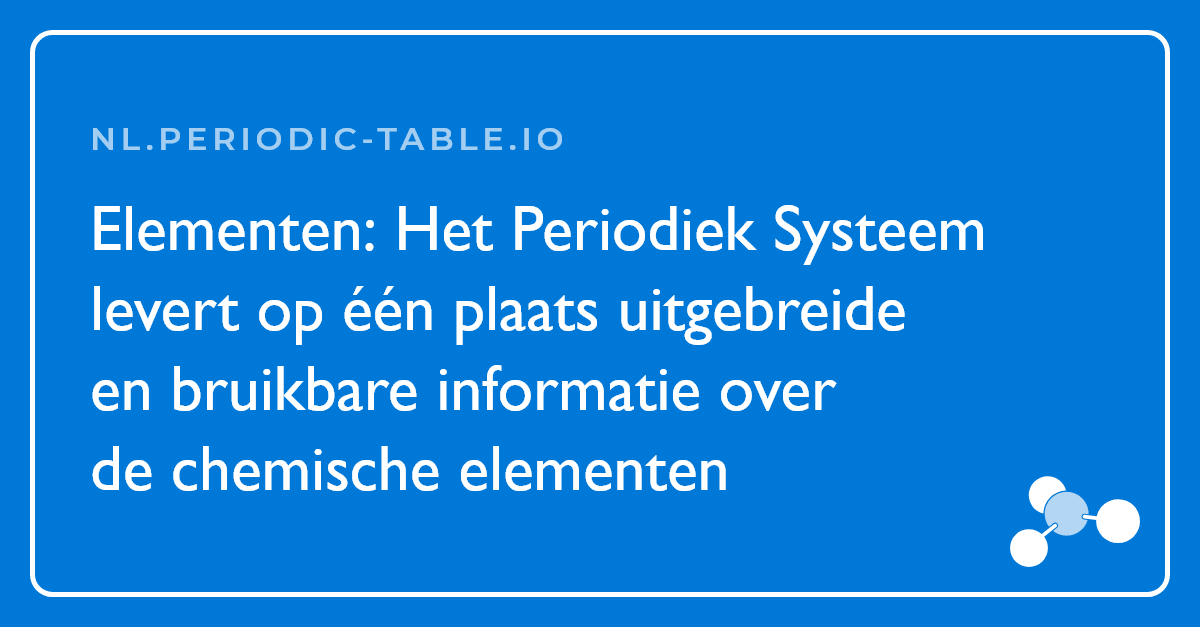 NL.PERIODIC-TABLE.IO
Elementen: Het Periodiek Systeem
levert op één plaats uitgebreide
en bruikbare informatie over
de chemische elementen